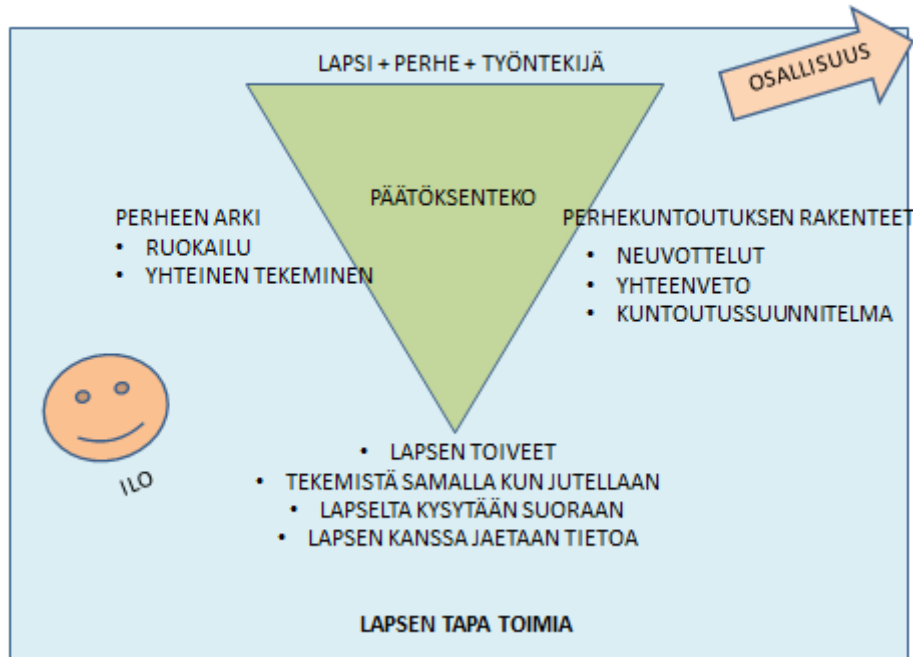 OSALLISUUS
LAPSI + PERHE + TYÖNTEKIJÄ
PÄÄTÖKSENTEKO
PERHEEN ARKI
• RUOKAILU
• YHTEINEN TEKEMINEN
PERHEKUNTOUTUKSEN RAKENTEET
• NEUVOTTELUT
• YHTEENVETO
• KUNTOUTUSSUUNNITELMA
ILO
• LAPSEN TOIVEET
• TEKEMISTÄ SAMALLA KUN JUTELLAAN
• LAPSELTA KYSYTÄÄN SUORAAN
• LAPSEN KANSSA JAETAAN TIETOA
LAPSEN TAPA TOIMIA